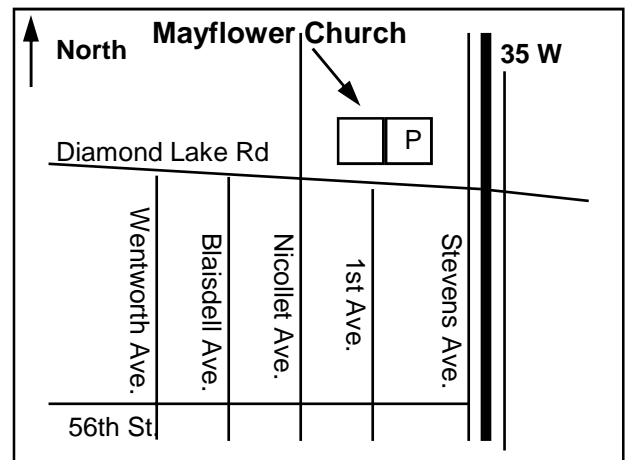 Mayflower Church
North
35 W
P
Diamond Lake Rd
Wentworth Ave.
Blaisdell Ave.
Nicollet Ave.
1st Ave.
Stevens Ave.
56th St.